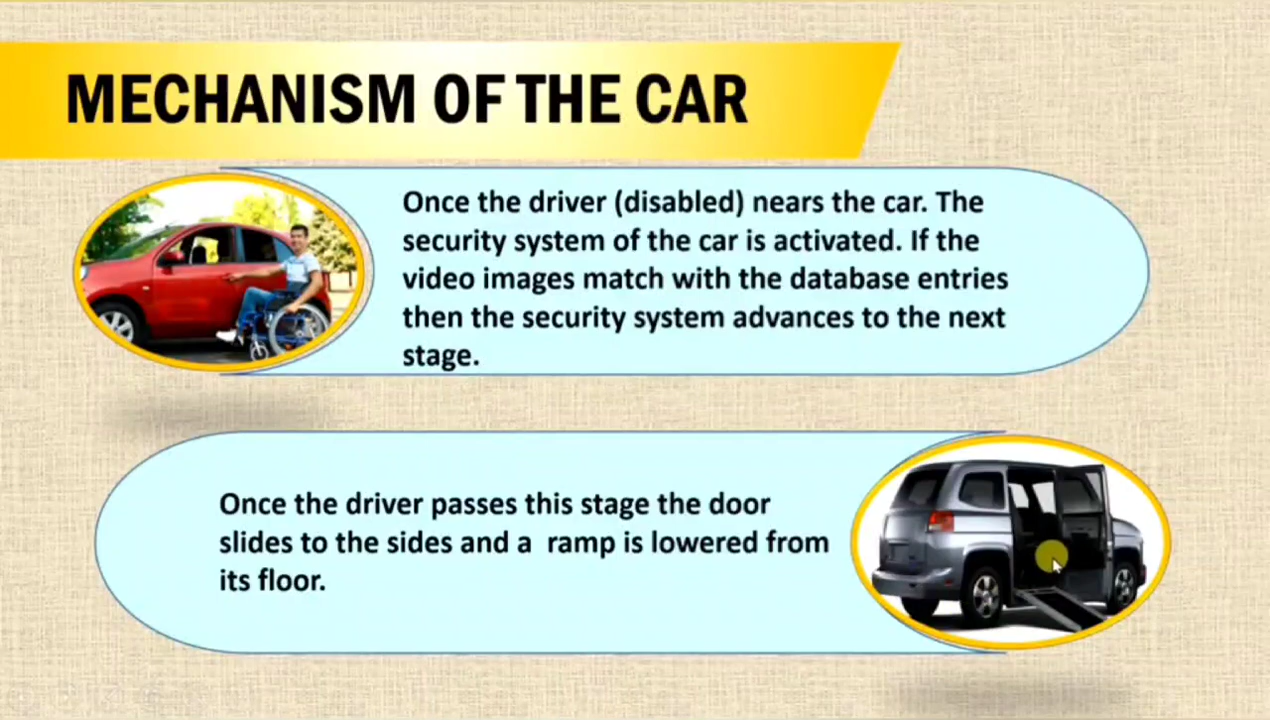 MECHANISM OF THE CAR
Once the driver (disabled) nears the car. The
security system of the car is activated. If the
video images match with the database entries
then the security system advances to the next
stage.
Once the driver passes this stage the door
slides to the sides and a  ramp is lowered from
its floor.